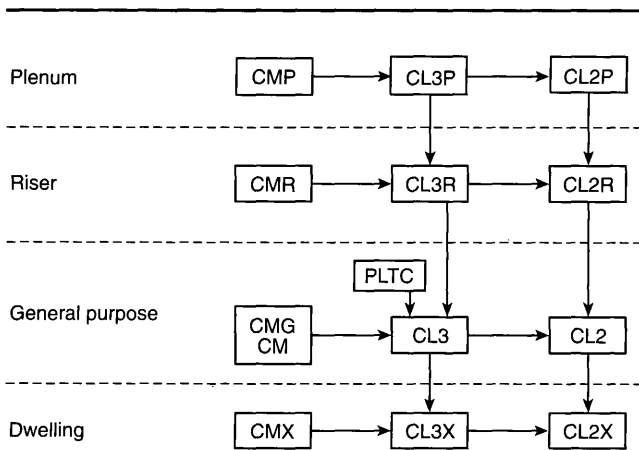 Plenum CMP CL3P CL2P
Riser CMR CL3R CL2R
PLTC
General purpose CMG CM CL3 CL2
Dwelling CMX CL3X CL2X